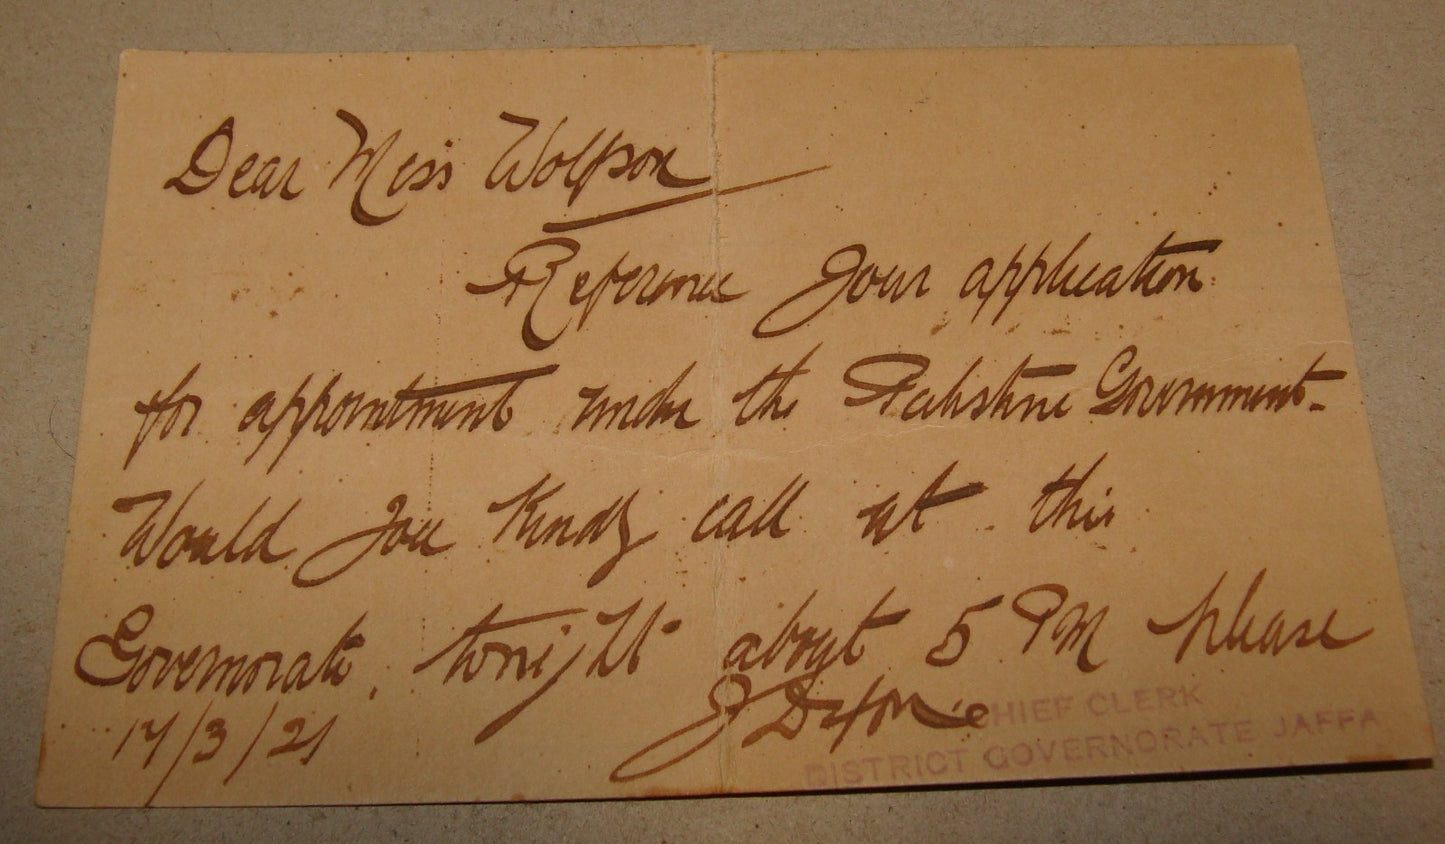 Dear Miss Wolfson
Reference your application
for appointment under the Palestine Government.
Would you kindly call at this
Governorate, tonight about 5 PM please
17/3/21
CHIEF CLERK
DISTRICT GOVERNORATE JAFFA